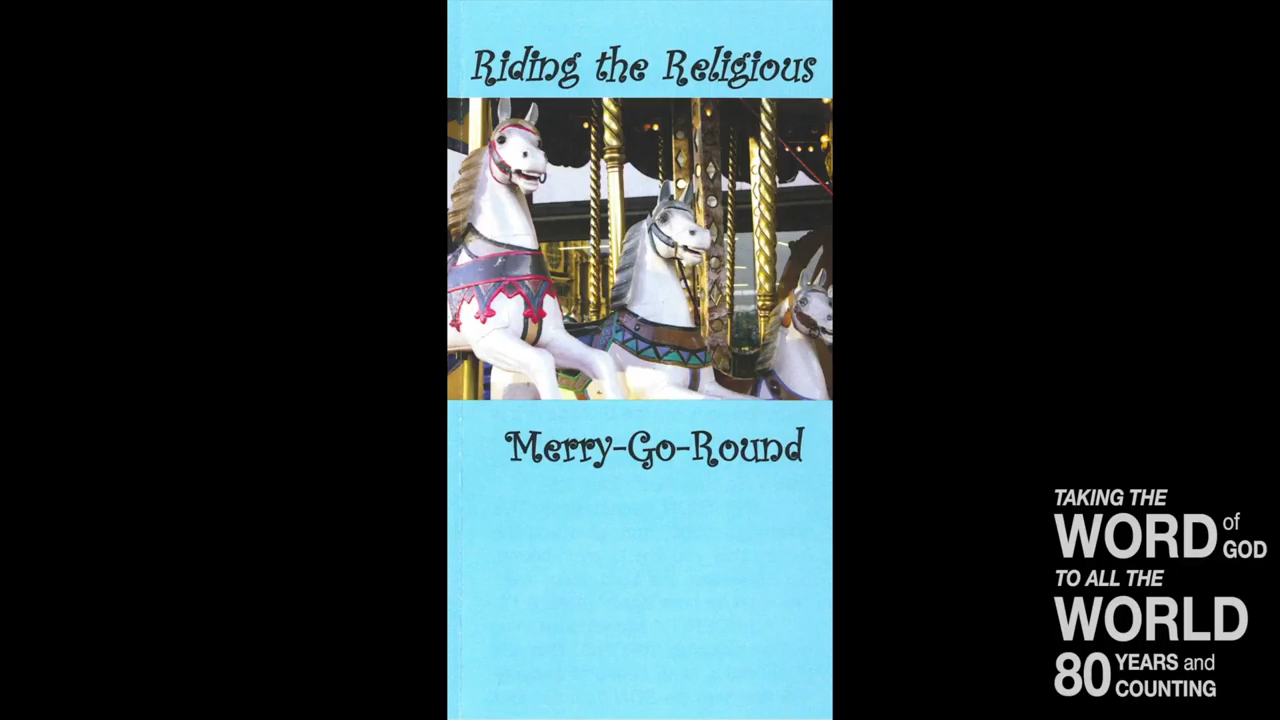 Riding the Religious
Merry-Go-Round
TAKING THE
WORD of
GOD
TO ALL THE
WORLD
80 YEARS and
COUNTING